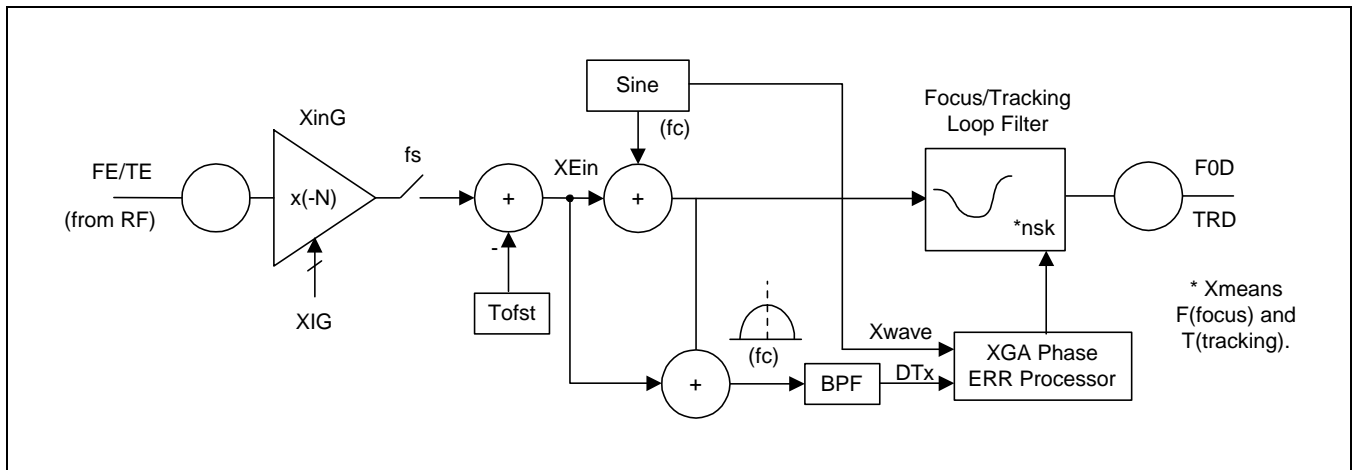 Sine
(fc)
Focus/Tracking
Loop Filter
XinG
FE/TE
(from RF)
x(-N)
XIG
fs
+
-
Tofst
XEin
+
*nsk
F0D
TRD
* Xmeans
F(focus) and
T(tracking).
(fc)
Xwave
+
BPF
DTx
XGA Phase
ERR Processor